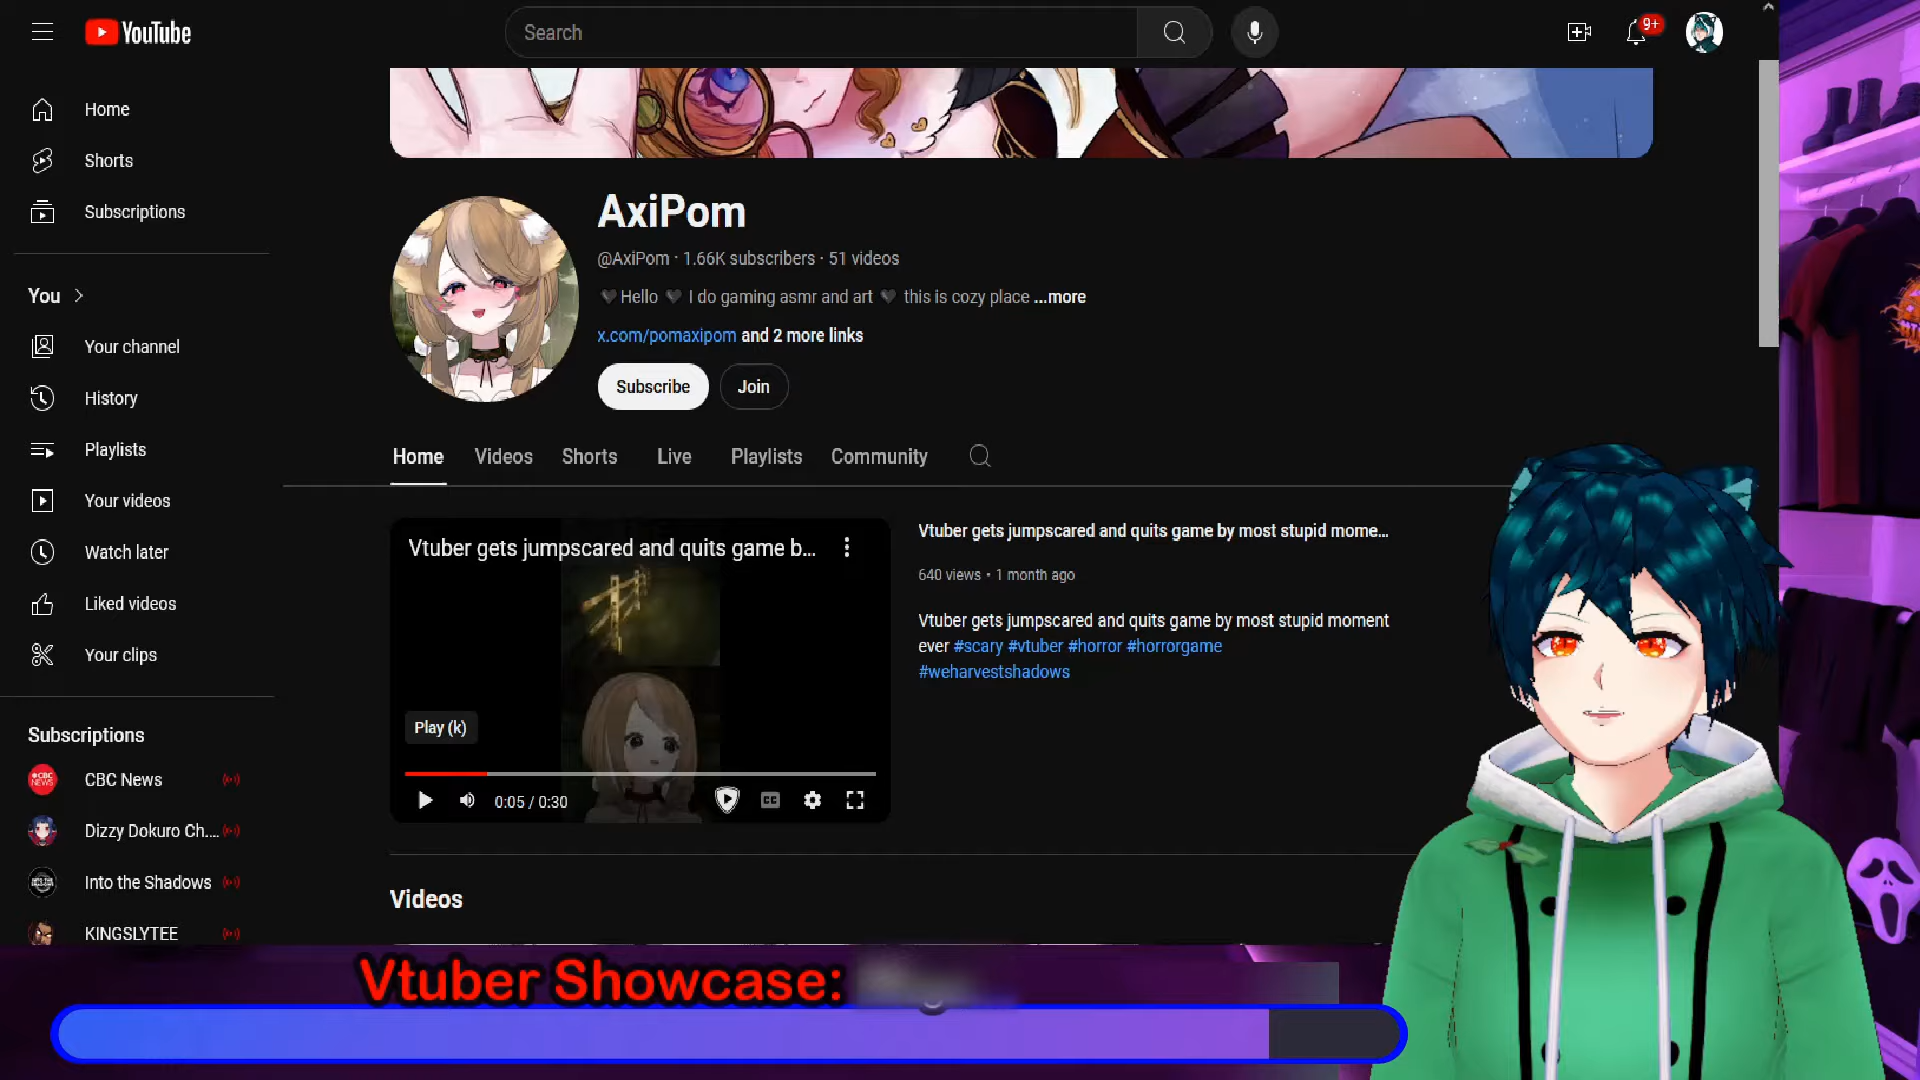 YouTube
Search
9+
Home
Shorts
Subscriptions
You
Your channel
History
Playlists
Your videos
Watch later
Liked videos
Your clips
Subscriptions
CBC News
Dizzy Dokuro Ch....
Into the Shadows
KINGSLYTEE
AxiPom
@AxiPom · 1.66K subscribers · 51 videos
🖤Hello 🖤 I do gaming asmr and art 🖤 this is cozy place ...more
x.com/pomaxipom and 2 more links
Subscribe Join
Home Videos Shorts Live Playlists Community
Vtuber gets jumpscared and quits game b...
Play (k)
0:05 / 0:30
CC
Vtuber gets jumpscared and quits game by most stupid mome...
640 views • 1 month ago
Vtuber gets jumpscared and quits game by most stupid moment
ever #scary #vtuber #horror #horrorgame
#weharvestshadows
Videos
Vtuber Showcase: